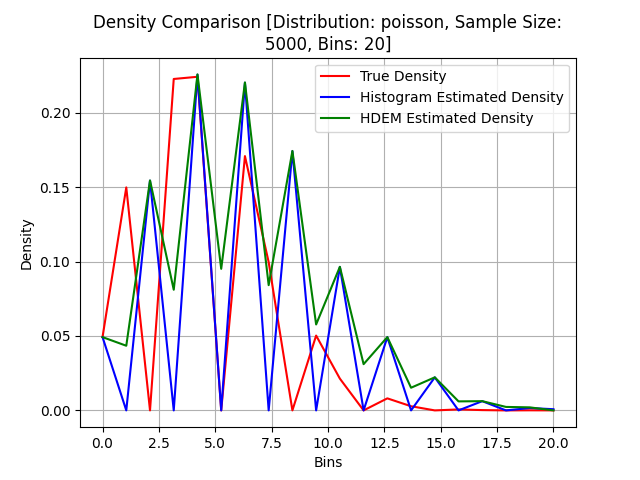 Density Comparison [Distribution: poisson, Sample Size:
5000, Bins: 20]
True Density
Histogram Estimated Density
HDEM Estimated Density
Density
0.20
0.15
0.10
0.05
0.00
0.0 2.5 5.0 7.5 10.0 12.5 15.0 17.5 20.0
Bins